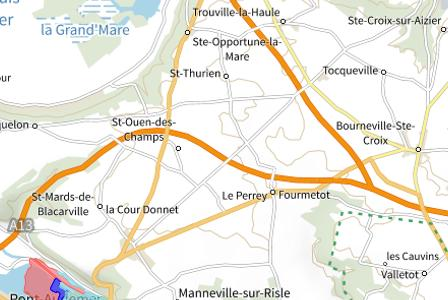 Trouville-la-Haule
Ste-Croix-sur-Aizier
la Grand'Mare
Ste-Opportune-la-
Mare
St-Thurien
Tocqueville
St-Ouen-des-
Champs
Bourneville-Ste-
Croix
St-Mards-de-
Blacarville
la Cour Donnet
Le Perrey
Fourmetot
A13
les Cauvins
Valletot
Manneville-sur-Risle